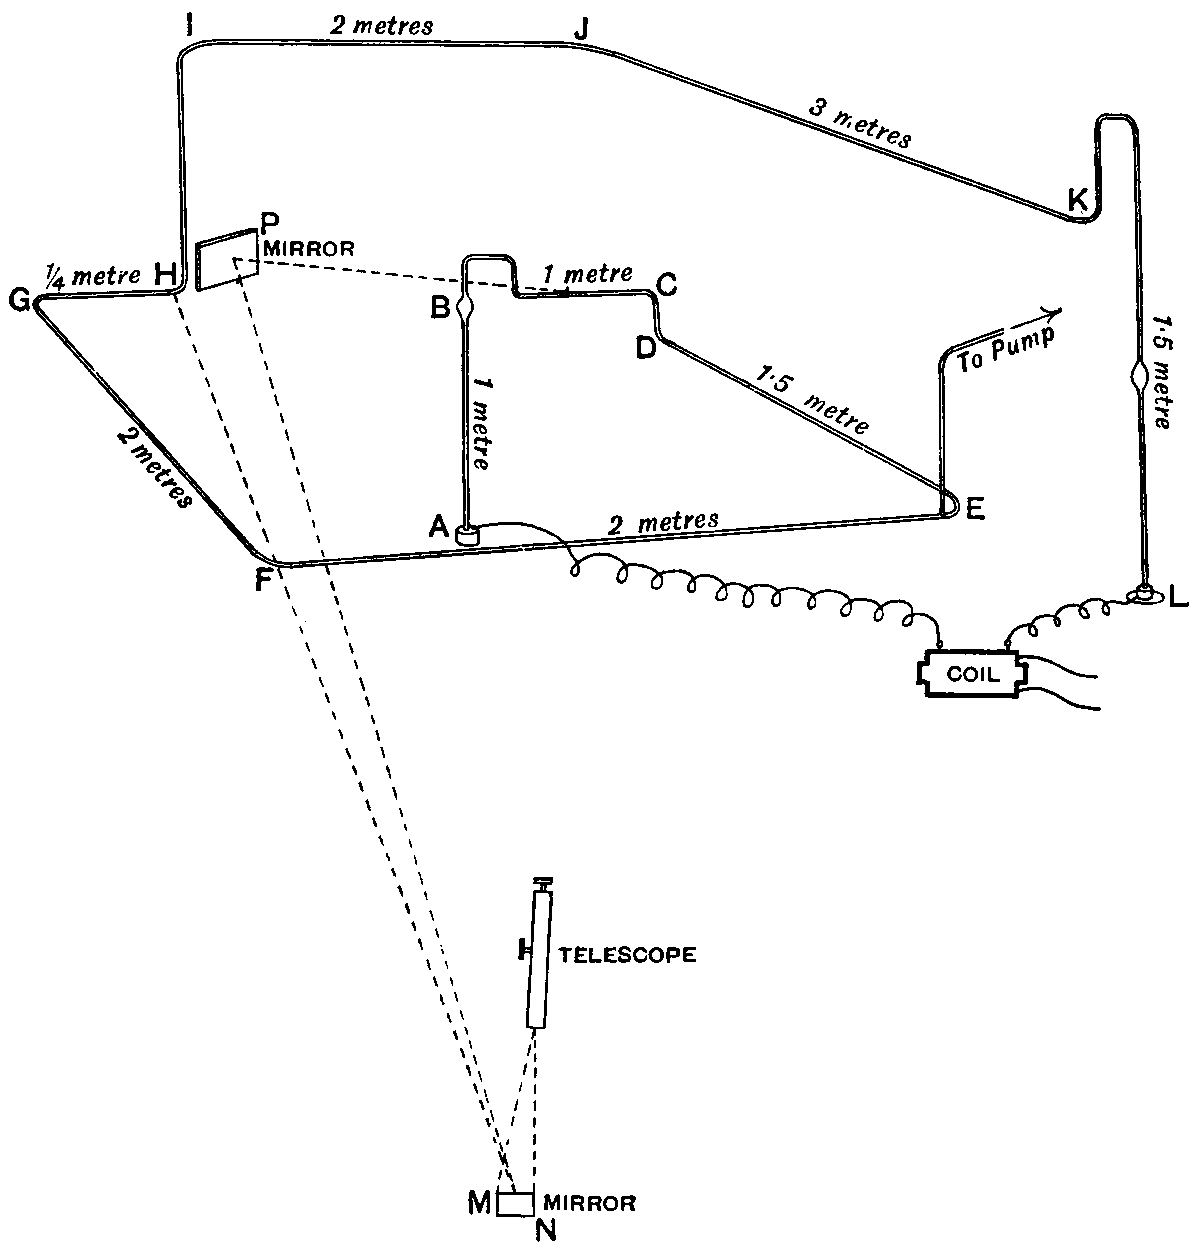 I 2 metres J
3 metres
K
P
MIRROR
1/4 metre H
G
1 metre C
B
D
To Pump
1·5 metre
1·5 metre
1 metre
2 metres
A
2 metres E
F
L
COIL
TELESCOPE
M MIRROR
N